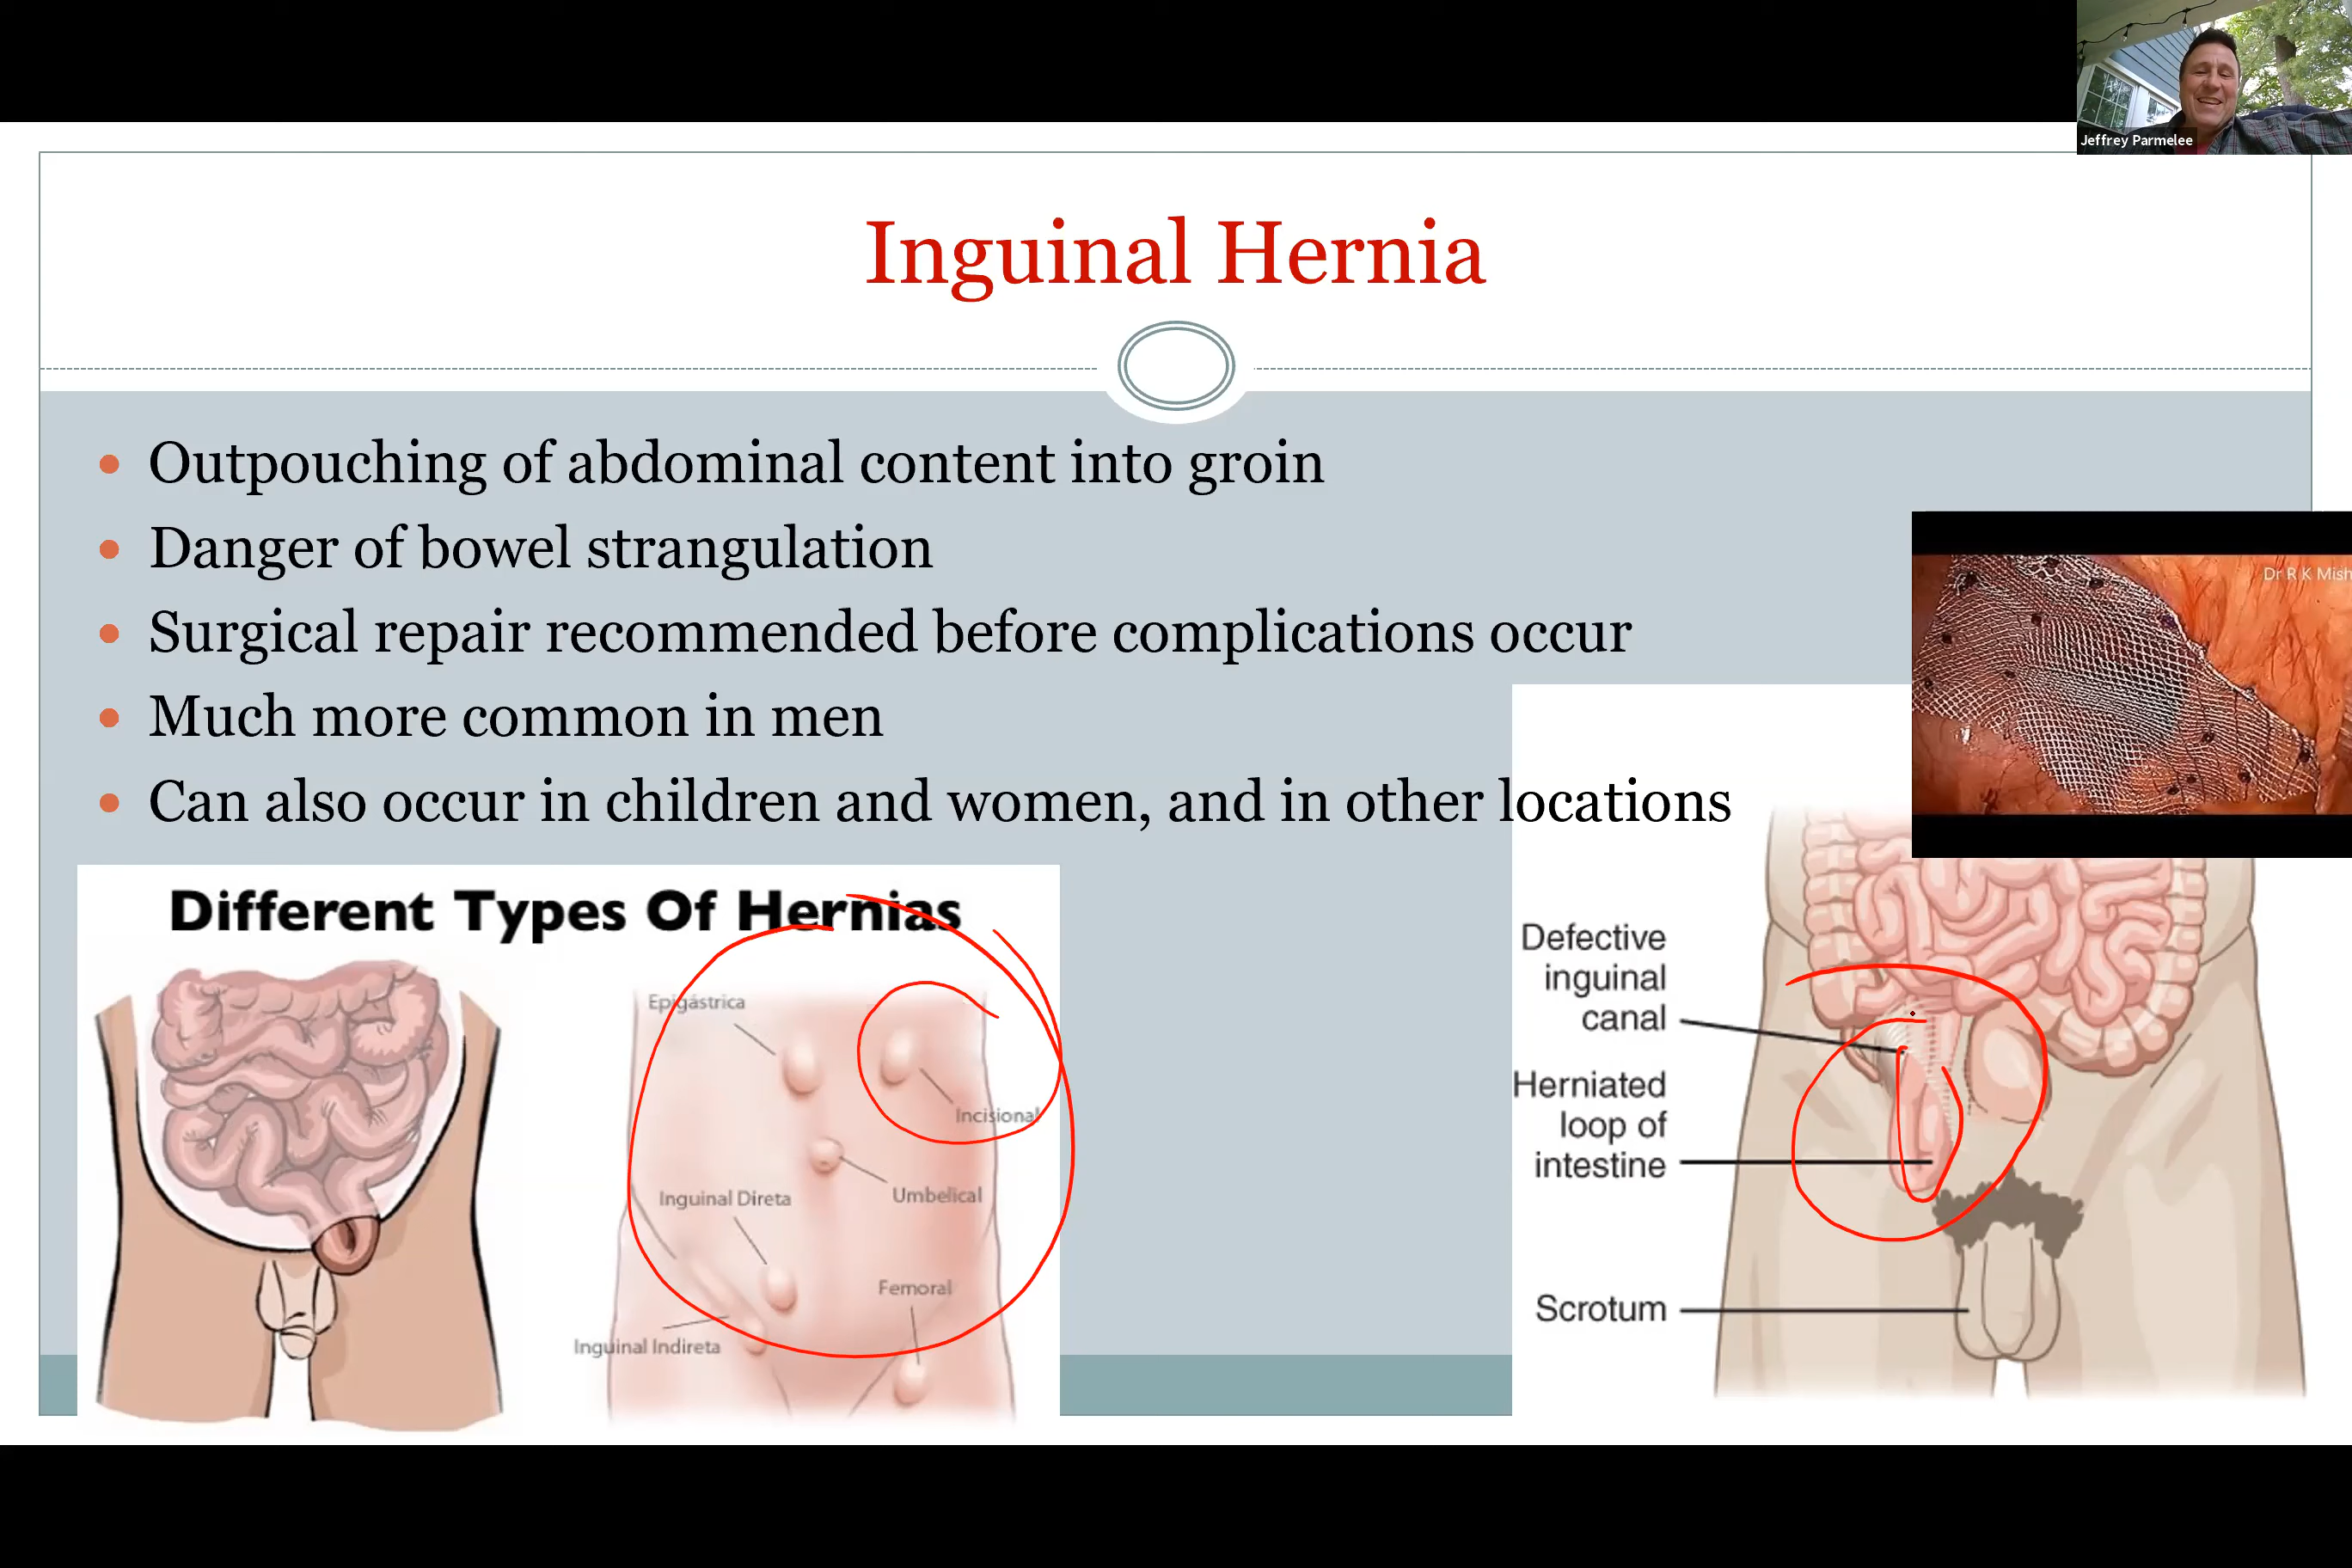 Jeffrey Parmelee
Inguinal Hernia
Outpouching of abdominal content into groin
Danger of bowel strangulation
Surgical repair recommended before complications occur
Much more common in men
Can also occur in children and women, and in other locations
Dr R K Mish
Different Types Of Hernias
Epigástrica
Incisional
Umbelical
Inguinal Direta
Femoral
Inguinal Indireta
Defective
inguinal
canal
Herniated
loop of
intestine
Scrotum